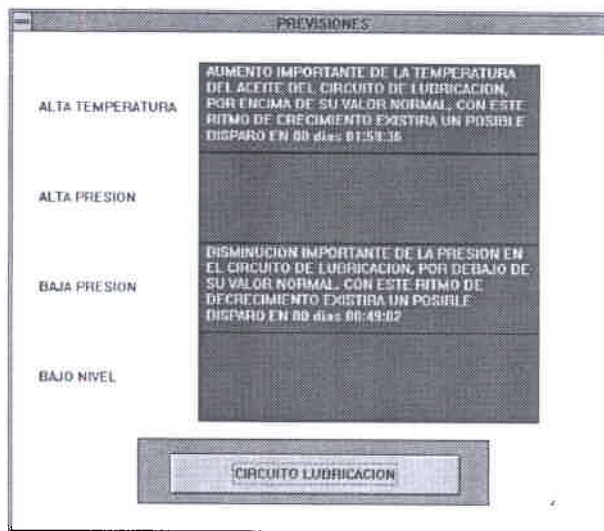 PREVISIONES
ALTA TEMPERATURA
AUMENTO IMPORTANTE DE LA TEMPERATURA
DEL ACEITE DEL CIRCUITO DE LUBRICACION,
POR ENCIMA DE SU VALOR NORMAL, CON ESTE
RITMO DE CRECIMIENTO EXISTIRA UN POSIBLE
DISPARO EN 00 dias 01:53:36
ALTA PRESION
BAJA PRESION
DISMINUCION IMPORTANTE DE LA PRESION EN
EL CIRCUITO DE LUBRICACION, POR DEBAJO DE
SU VALOR NORMAL, CON ESTE RITMO DE
DECRECIMIENTO EXISTIRA UN POSIBLE
DISPARO EN 00 dias 00:49:02
BAJO NIVEL
CIRCUITO LUBRICACION